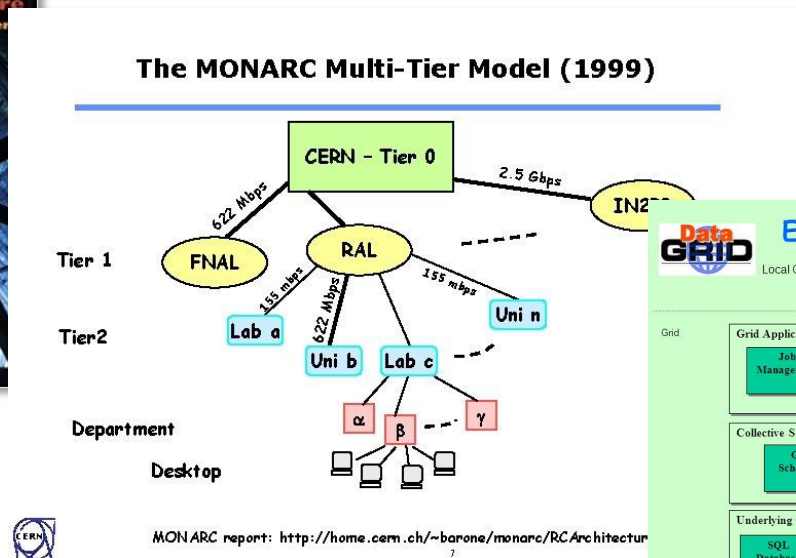 The MONARC Multi-Tier Model (1999)
CERN - Tier 0
622 Mbps
2.5 Gbps
Tier 1
FNAL
RAL
155 mbps
622 Mbps
155 mbps
Tier2
Lab a
Uni b
Lab c
Uni n
Department
α
β
γ
Desktop
CERN
MONARC report: http://home.cern.ch/~barone/monarc/RCArchitectur
7
Data
GRID
Local
Grid
Grid Applic
Job
Manage
Collective S
Sch
Underlying
SQL